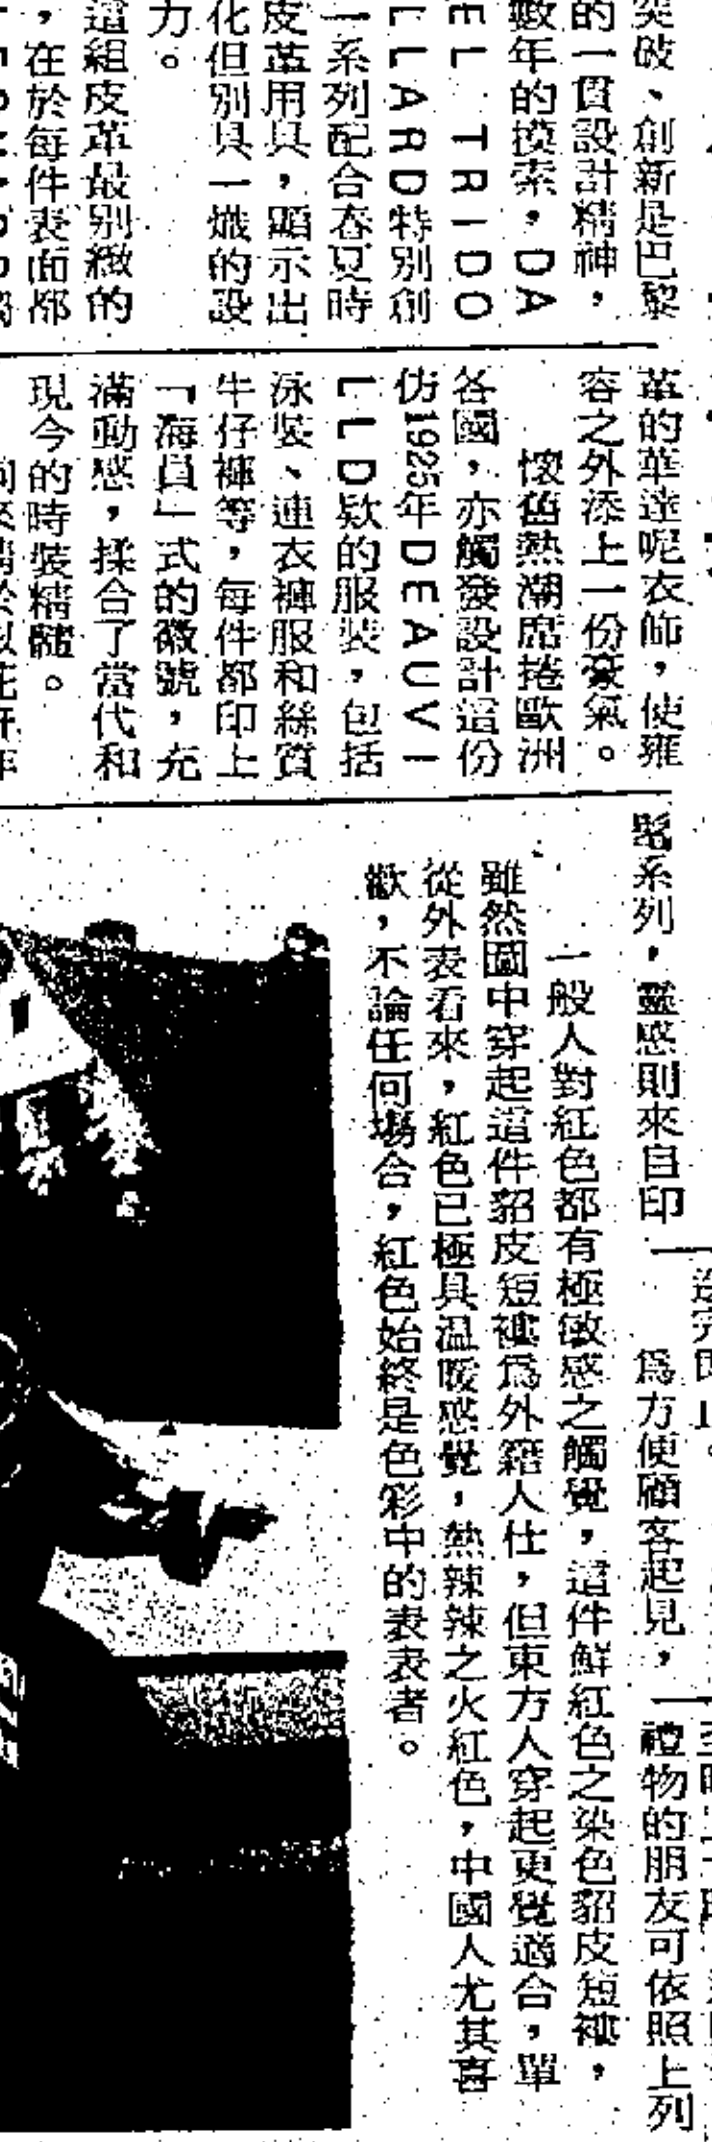 突破、創新是巴黎
的一貫設計精神，
數年的摸索，DA
EL TRIDO
LLARD特別創
一系列配合春夏時
皮革用具，顯示出
化但別具一熾的設
力。
這組皮革最别緻的
，在於每件表面都
革的華達呢衣飾，使雍
容之外添上一份豪氣。
懷舊熱潮席捲歐洲
各國，亦觸發設計這份
仿1925年DEAUVI
LLD欵的服裝，包括
泳裝、連衣褲服和絲質
牛仔褲等，每件都印上
「海員」式的徽號，充
滿動感，揉合了當代和
現今的時裝精髓。
系列，靈感則來自印
一般人對紅色都有極敏感之觸覺，這件鮮紅色之染色貂皮短褸，
雖然圖中穿起這件貂皮短褸爲外籍人仕，但東方人穿起更覺適合，單
從外表看來，紅色已極具溫暖感覺，熱辣辣之火紅色，中國人尤其喜
歡，不論任何塲合，紅色始終是色彩中的表表者。
爲方便顧客起見，
禮物的朋友可依照上列